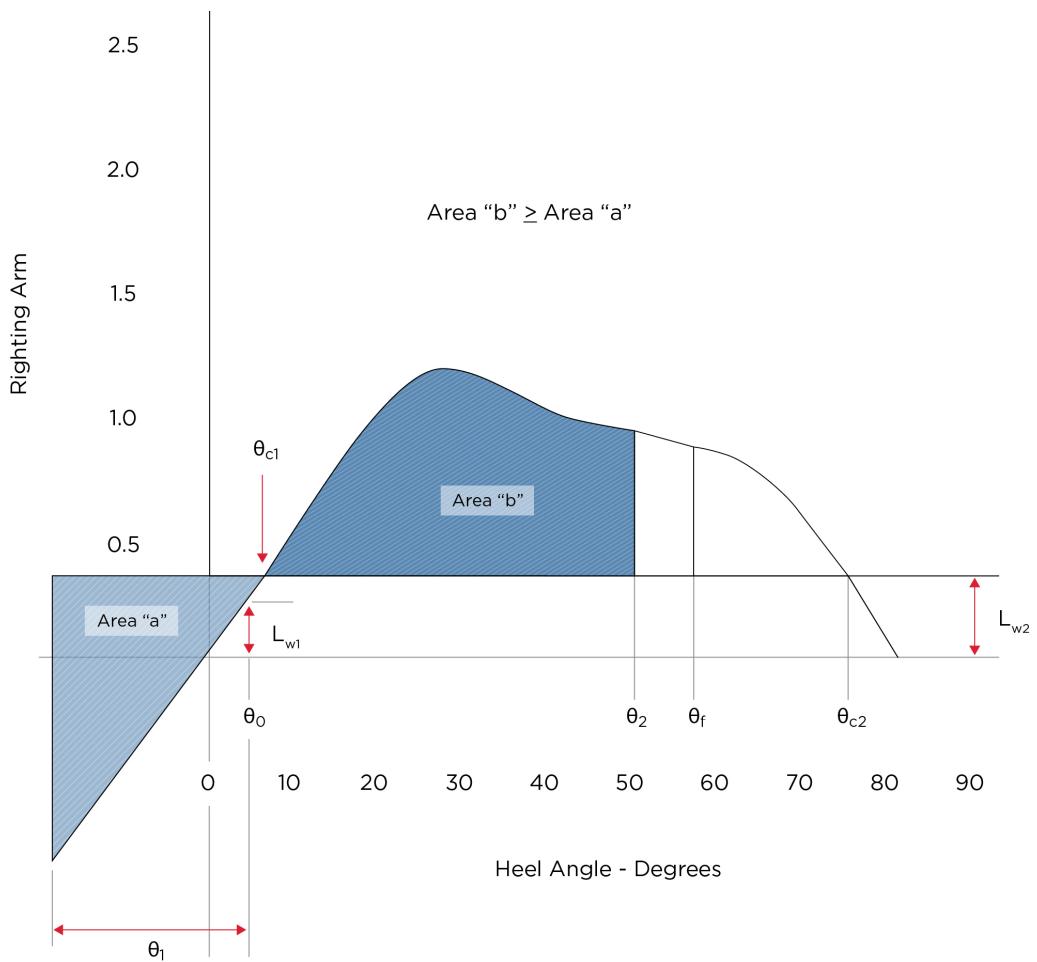 2.5
2.0
Area “b” ≥ Area “a”
1.5
Righting Arm
1.0
θc1
0.5
Area “b”
Area “a”
Lw1
Lw2
θ0
θ2
θf
θc2
0 10 20 30 40 50 60 70 80 90
Heel Angle - Degrees
θ1